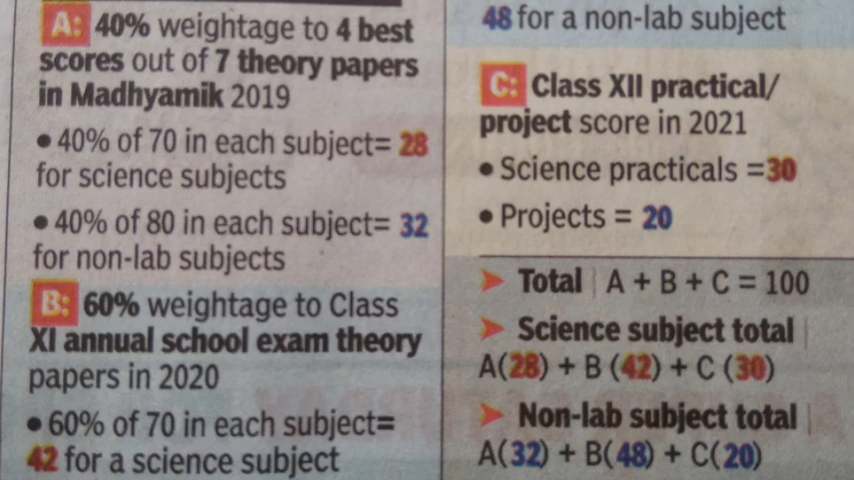 A: 40% weightage to 4 best
scores out of 7 theory papers
in Madhyamik 2019
• 40% of 70 in each subject= 28
for science subjects
• 40% of 80 in each subject= 32
for non-lab subjects
B: 60% weightage to Class
XI annual school exam theory
papers in 2020
• 60% of 70 in each subject=
42 for a science subject
48 for a non-lab subject
C: Class XII practical/
project score in 2021
• Science practicals =30
• Projects = 20
➤ Total | A + B + C = 100
➤ Science subject total |
A(28) + B (42) + C (30)
➤ Non-lab subject total |
A(32) + B(48) + C(20)